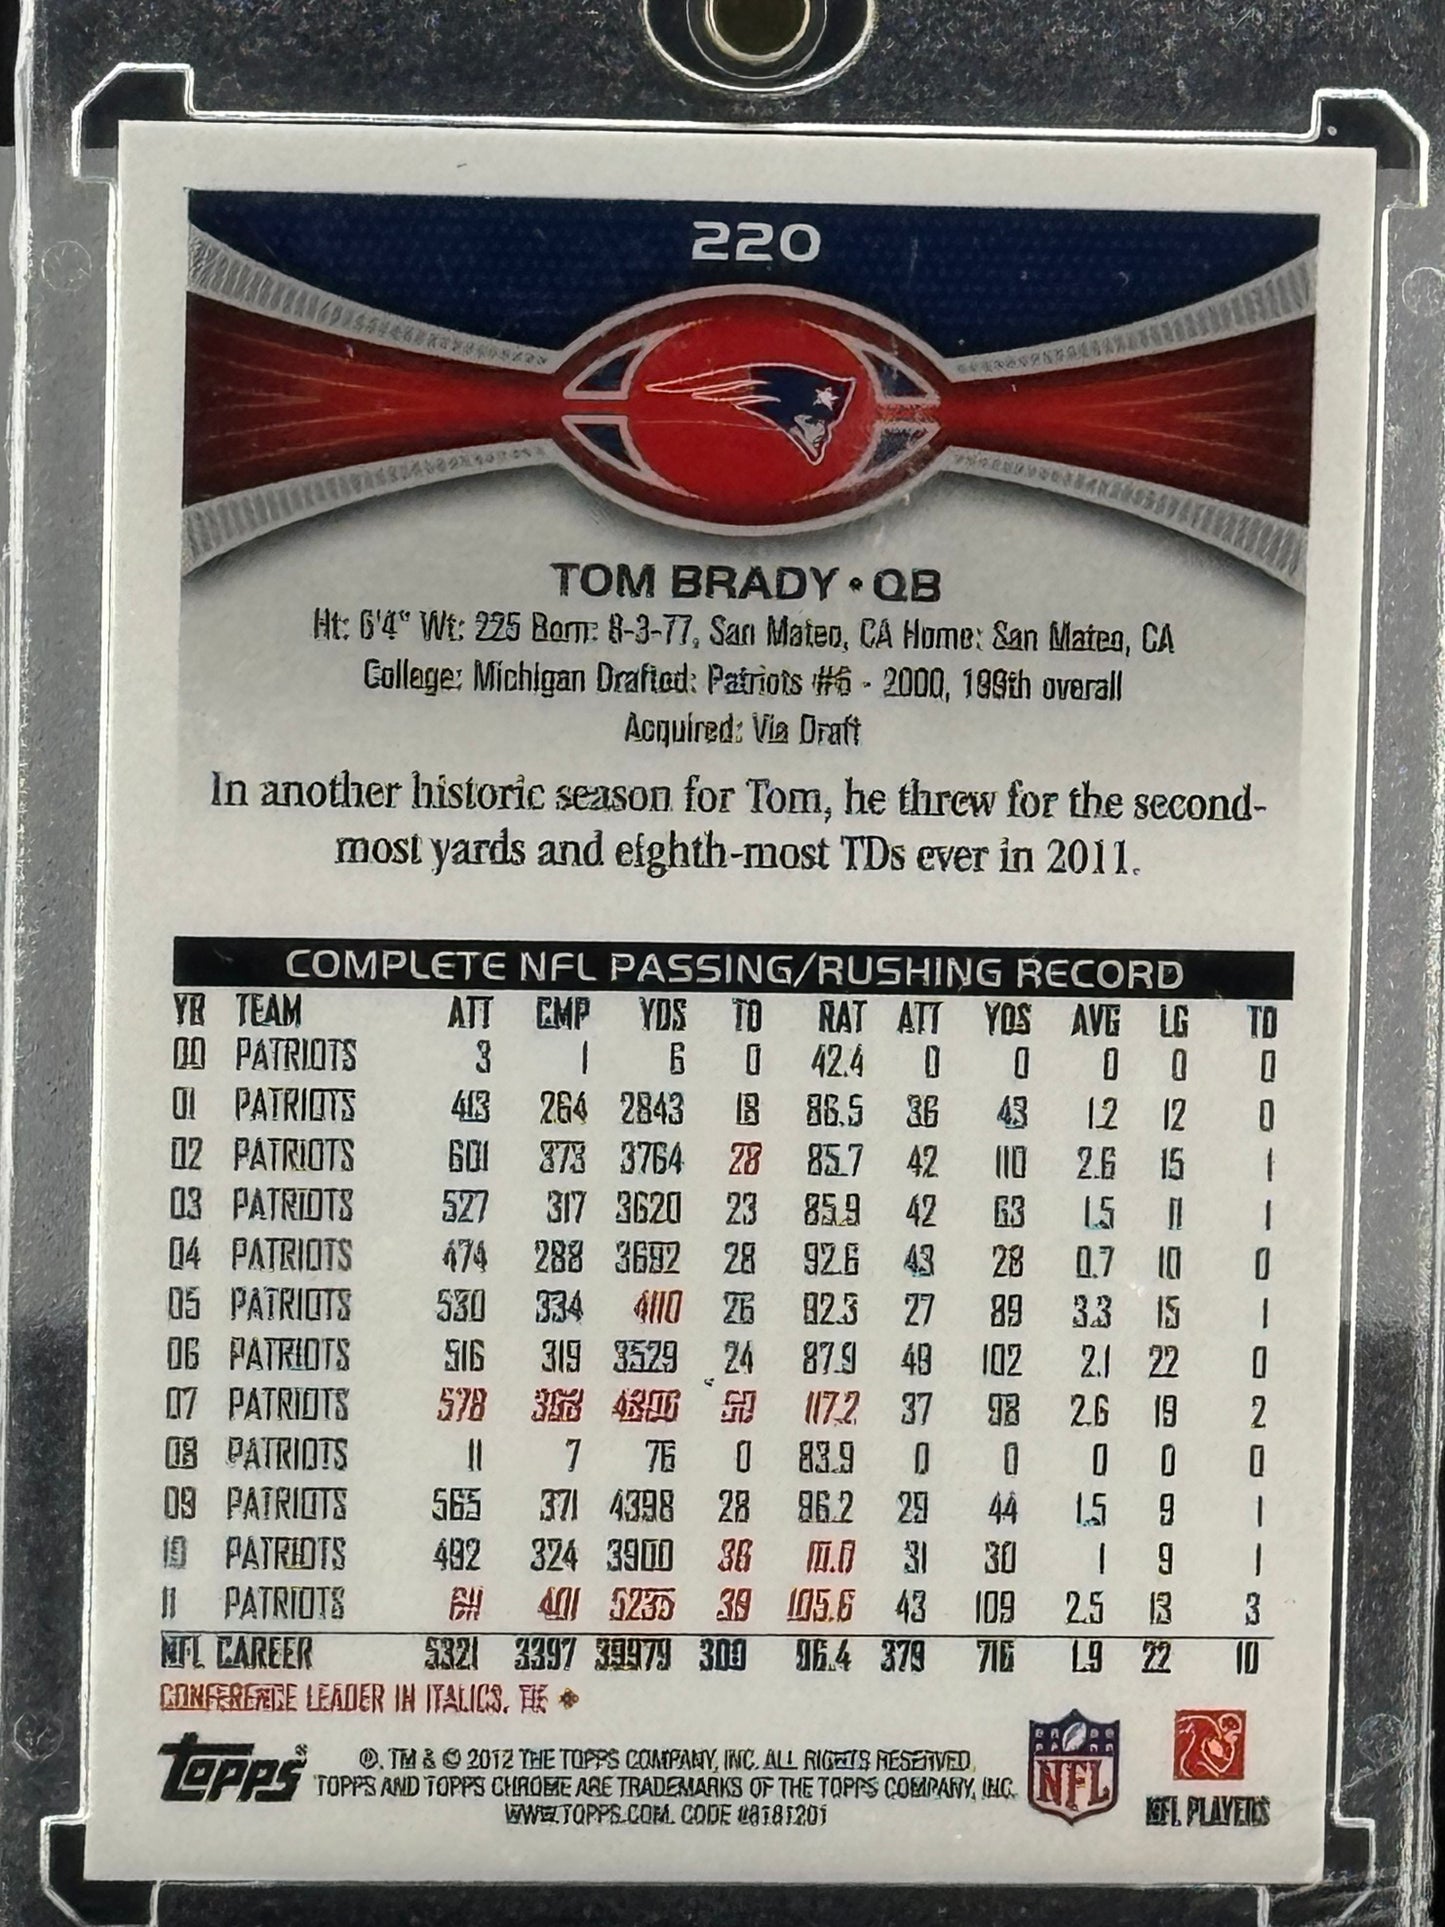 220
TOM BRADY • QB
Ht: 6'4" Wt: 225 Born: 8-3-77, San Mateo, CA Home: San Mateo, CA
College: Michigan Drafted: Patriots #6 - 2000, 199th overall
Acquired: Via Draft
In another historic season for Tom, he threw for the second-
most yards and eighth-most TDs ever in 2011.
COMPLETE NFL PASSING/RUSHING RECORD
YR TEAM ATT CMP YDS TD RAT ATT YDS AVG LG TD
00 PATRIOTS 3 1 6 0 42.4 0 0 0 0 0
01 PATRIOTS 413 264 2843 18 86.5 36 43 1.2 12 0
02 PATRIOTS 601 373 3764 28 85.7 42 110 2.6 15 1
03 PATRIOTS 527 317 3620 23 85.9 42 63 1.5 11 1
04 PATRIOTS 474 288 3692 28 92.6 43 28 0.7 10 0
05 PATRIOTS 530 334 4110 26 92.3 27 89 3.3 15 1
06 PATRIOTS 516 319 3529 24 87.9 49 102 2.1 22 0
07 PATRIOTS 578 398 4806 50 117.2 37 98 2.6 19 2
08 PATRIOTS 11 7 76 0 83.9 0 0 0 0 0
09 PATRIOTS 565 371 4398 28 96.2 29 44 1.5 9 1
10 PATRIOTS 492 324 3900 36 111.0 31 30 1 9 1
11 PATRIOTS 611 401 5235 39 105.6 43 109 2.5 13 3
NFL CAREER 5321 3397 39979 300 96.4 379 716 1.9 22 10
CONFERENCE LEADER IN ITALICS. TIE ✦
Topps
®, TM & © 2012 THE TOPPS COMPANY, INC. ALL RIGHTS RESERVED.
TOPPS AND TOPPS CHROME ARE TRADEMARKS OF THE TOPPS COMPANY, INC.
WWW.TOPPS.COM. CODE #8181201
NFL
NFL PLAYERS